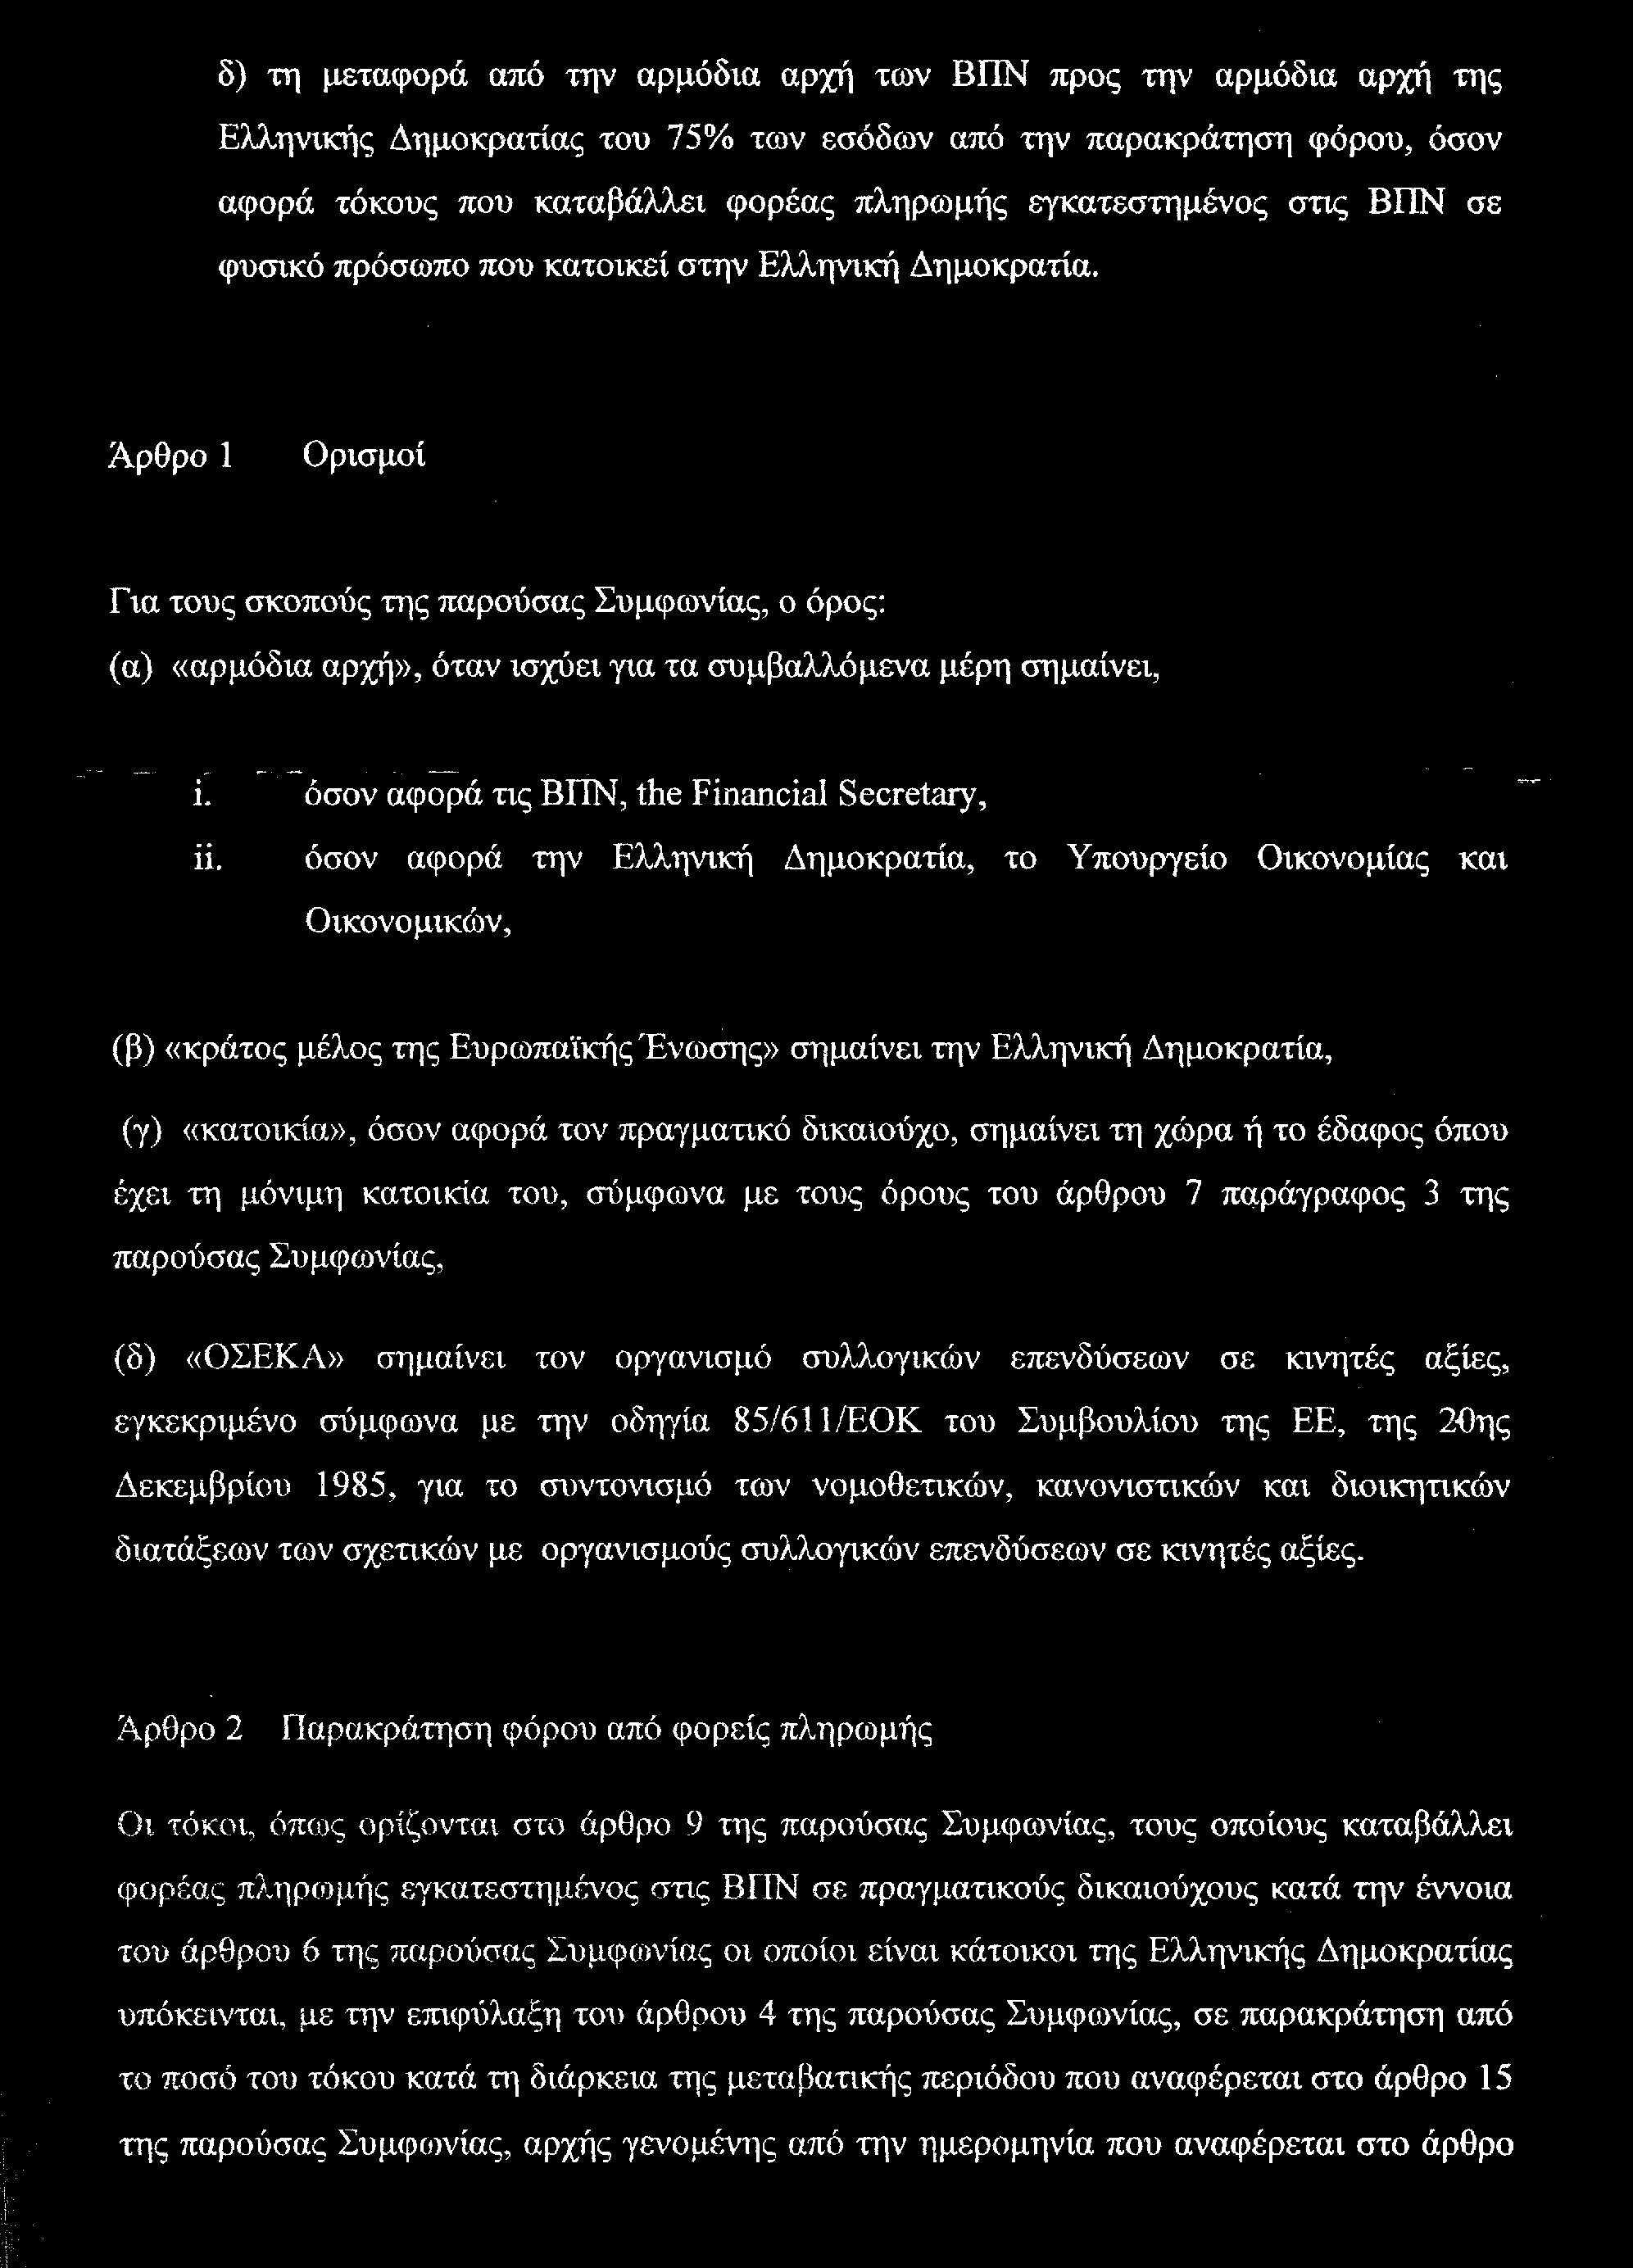 δ) τη μεταφορά από την αρμόδια αρχή των ΒΠΝ προς την αρμόδια αρχή της
Ελληνικής Δημοκρατίας του 75% των εσόδων από την παρακράτηση φόρου, όσον
αφορά τόκους που καταβάλλει φορέας πληρωμής εγκατεστημένος στις ΒΠΝ σε
φυσικό πρόσωπο που κατοικεί στην Ελληνική Δημοκρατία.
Άρθρο 1 Ορισμοί
Για τους σκοπούς της παρούσας Συμφωνίας, ο όρος:
(α) «αρμόδια αρχή», όταν ισχύει για τα συμβαλλόμενα μέρη σημαίνει,
i. όσον αφορά τις ΒΠΝ, the Financial Secretary,
ii. όσον αφορά την Ελληνική Δημοκρατία, το Υπουργείο Οικονομίας και
Οικονομικών,
(β) «κράτος μέλος της Ευρωπαϊκής Ένωσης» σημαίνει την Ελληνική Δημοκρατία,
(γ) «κατοικία», όσον αφορά τον πραγματικό δικαιούχο, σημαίνει τη χώρα ή το έδαφος όπου
έχει τη μόνιμη κατοικία του, σύμφωνα με τους όρους του άρθρου 7 παράγραφος 3 της
παρούσας Συμφωνίας,
(δ) «ΟΣΕΚΑ» σημαίνει τον οργανισμό συλλογικών επενδύσεων σε κινητές αξίες,
εγκεκριμένο σύμφωνα με την οδηγία 85/611/ΕΟΚ του Συμβουλίου της ΕΕ, της 20ης
Δεκεμβρίου 1985, για το συντονισμό των νομοθετικών, κανονιστικών και διοικητικών
διατάξεων των σχετικών με οργανισμούς συλλογικών επενδύσεων σε κινητές αξίες.
Άρθρο 2 Παρακράτηση φόρου από φορείς πληρωμής
Οι τόκοι, όπως ορίζονται στο άρθρο 9 της παρούσας Συμφωνίας, τους οποίους καταβάλλει
φορέας πληρωμής εγκατεστημένος στις ΒΠΝ σε πραγματικούς δικαιούχους κατά την έννοια
του άρθρου 6 της παρούσας Συμφωνίας οι οποίοι είναι κάτοικοι της Ελληνικής Δημοκρατίας
υπόκεινται, με την επιφύλαξη του άρθρου 4 της παρούσας Συμφωνίας, σε παρακράτηση από
το ποσό του τόκου κατά τη διάρκεια της μεταβατικής περιόδου που αναφέρεται στο άρθρο 15
της παρούσας Συμφωνίας, αρχής γενομένης από την ημερομηνία που αναφέρεται στο άρθρο